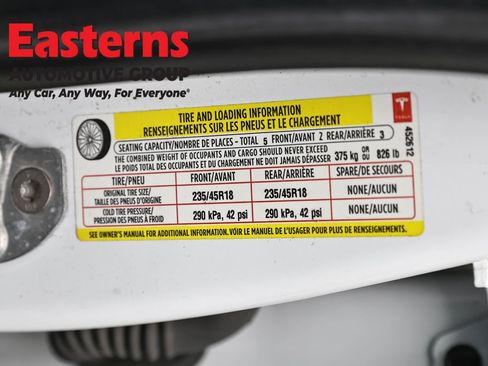 Easterns
AUTOMOTIVE GROUP
Any Car, Any Way, For Everyone®
TIRE AND LOADING INFORMATION
RENSEIGNEMENTS SUR LES PNEUS ET LE CHARGEMENT
TESLA
SEATING CAPACITY/NOMBRE DE PLACES - TOTAL 5 FRONT/AVANT 2 REAR/ARRIÈRE 3
THE COMBINED WEIGHT OF OCCUPANTS AND CARGO SHOULD NEVER EXCEED
LE POIDS TOTAL DES OCCUPANTS ET DU CHARGEMENT NE DOIT JAMAIS DÉPASSER 375 kg OR OU 826 lb
TIRE/PNEU FRONT/AVANT REAR/ARRIÈRE SPARE/DE SECOURS
ORIGINAL TIRE SIZE/
TAILLE DES PNEUS D'ORIGINE 235/45R18 235/45R18 NONE/AUCUN
COLD TIRE PRESSURE/
PRESSION DES PNEUS À FROID 290 kPa, 42 psi 290 kPa, 42 psi NONE/AUCUN
SEE OWNER'S MANUAL FOR ADDITIONAL INFORMATION. VOIR LE MANUEL DE L'USAGER POUR PLUS DE RENSEIGNEMENTS.
452612